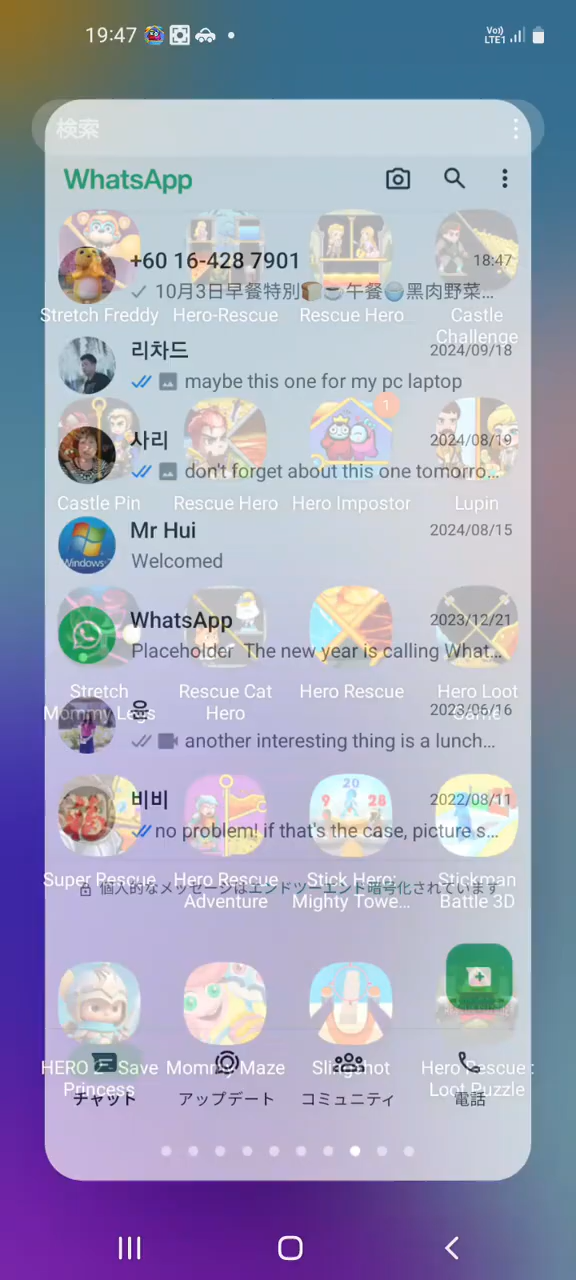 19:47
Vo))
LTE1
検索
WhatsApp
+60 16-428 7901
18:47
10月3日早餐特別🍞☕午餐🍚黑肉野菜…
Stretch Freddy
Hero-Rescue
Rescue Hero
Castle
Challenge
리차드
2024/09/18
maybe this one for my pc laptop
1
사리
2024/08/19
don't forget about this one tomorro…
Castle Pin
Rescue Hero
Hero Impostor
Lupin
Mr Hui
2024/08/15
Windows
Welcomed
WhatsApp
2023/12/21
Placeholder The new year is calling What…
Stretch
Mommy Legs
Rescue Cat
Hero
Hero Rescue
Hero Loot
Game
윤
2023/06/16
another interesting thing is a lunch…
20
9
28
비비
2022/08/11
no problem! if that's the case, picture s…
Super Rescue
Hero Rescue
Adventure
Stick Hero:
Mighty Towe…
Stickman
Battle 3D
個人的なメッセージはエンドツーエンド暗号化されています
HERO 2 - Save
Princess
Mommy Maze
Slingshot
Hero Rescue :
Loot Puzzle
チャット
アップデート
コミュニティ
電話